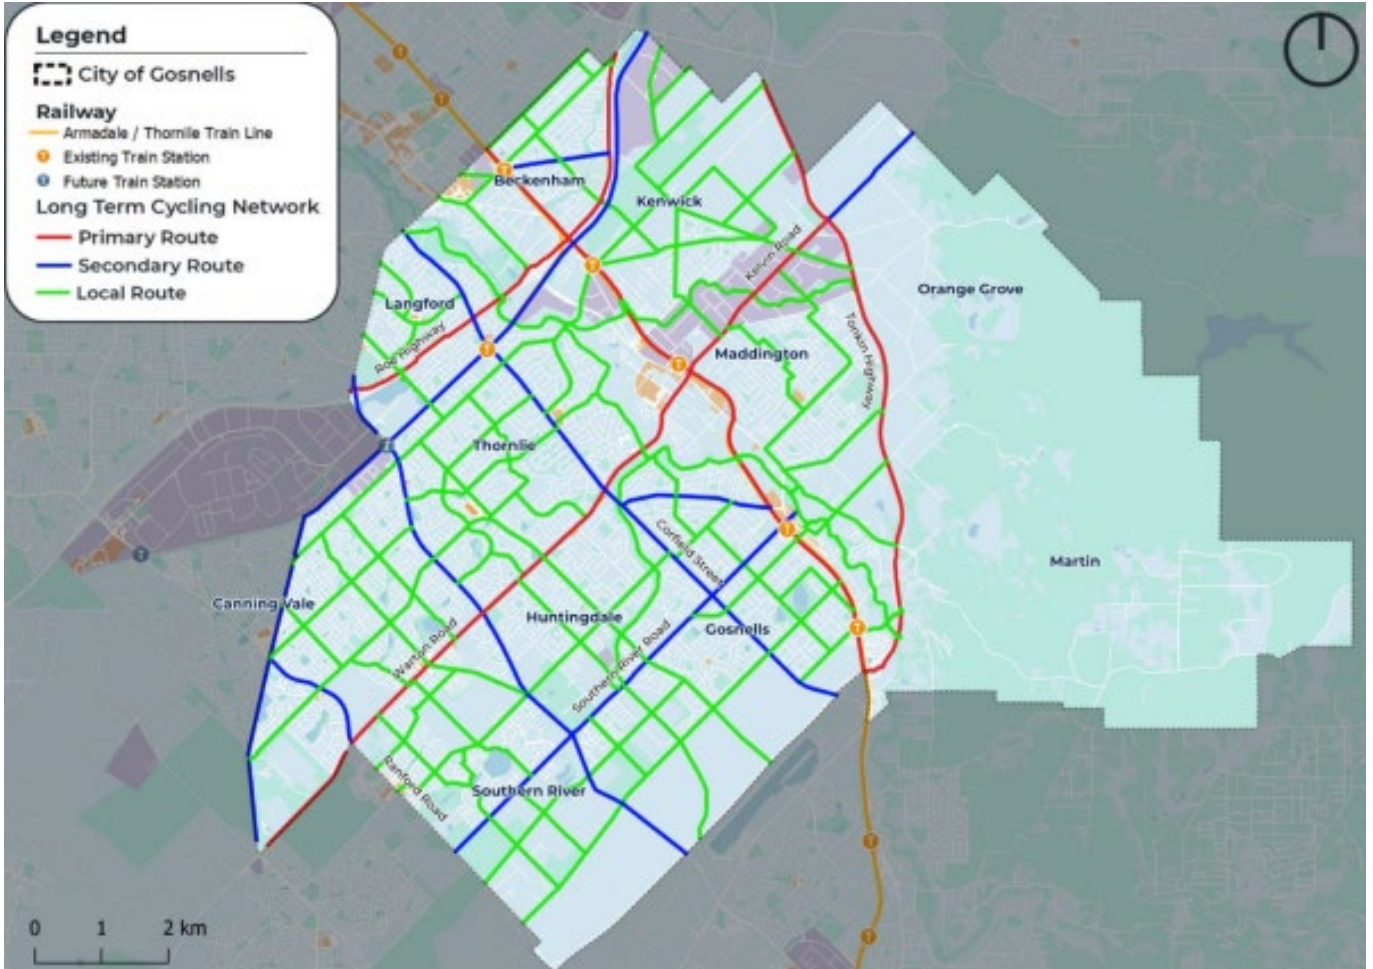 Legend
City of Gosnells
Railway
Armadale / Thornlie Train Line
T Existing Train Station
T Future Train Station
Long Term Cycling Network
Primary Route
Secondary Route
Local Route
Beckenham
Kenwick
Kelvin Road
Orange Grove
Langford
Roe Highway
Maddington
Tonkin Highway
Thornlie
Corfield Street
Martin
Canning Vale
Huntingdale
Gosnells
Warton Road
Southern River Road
Ranford Road
Southern River
0 1 2 km